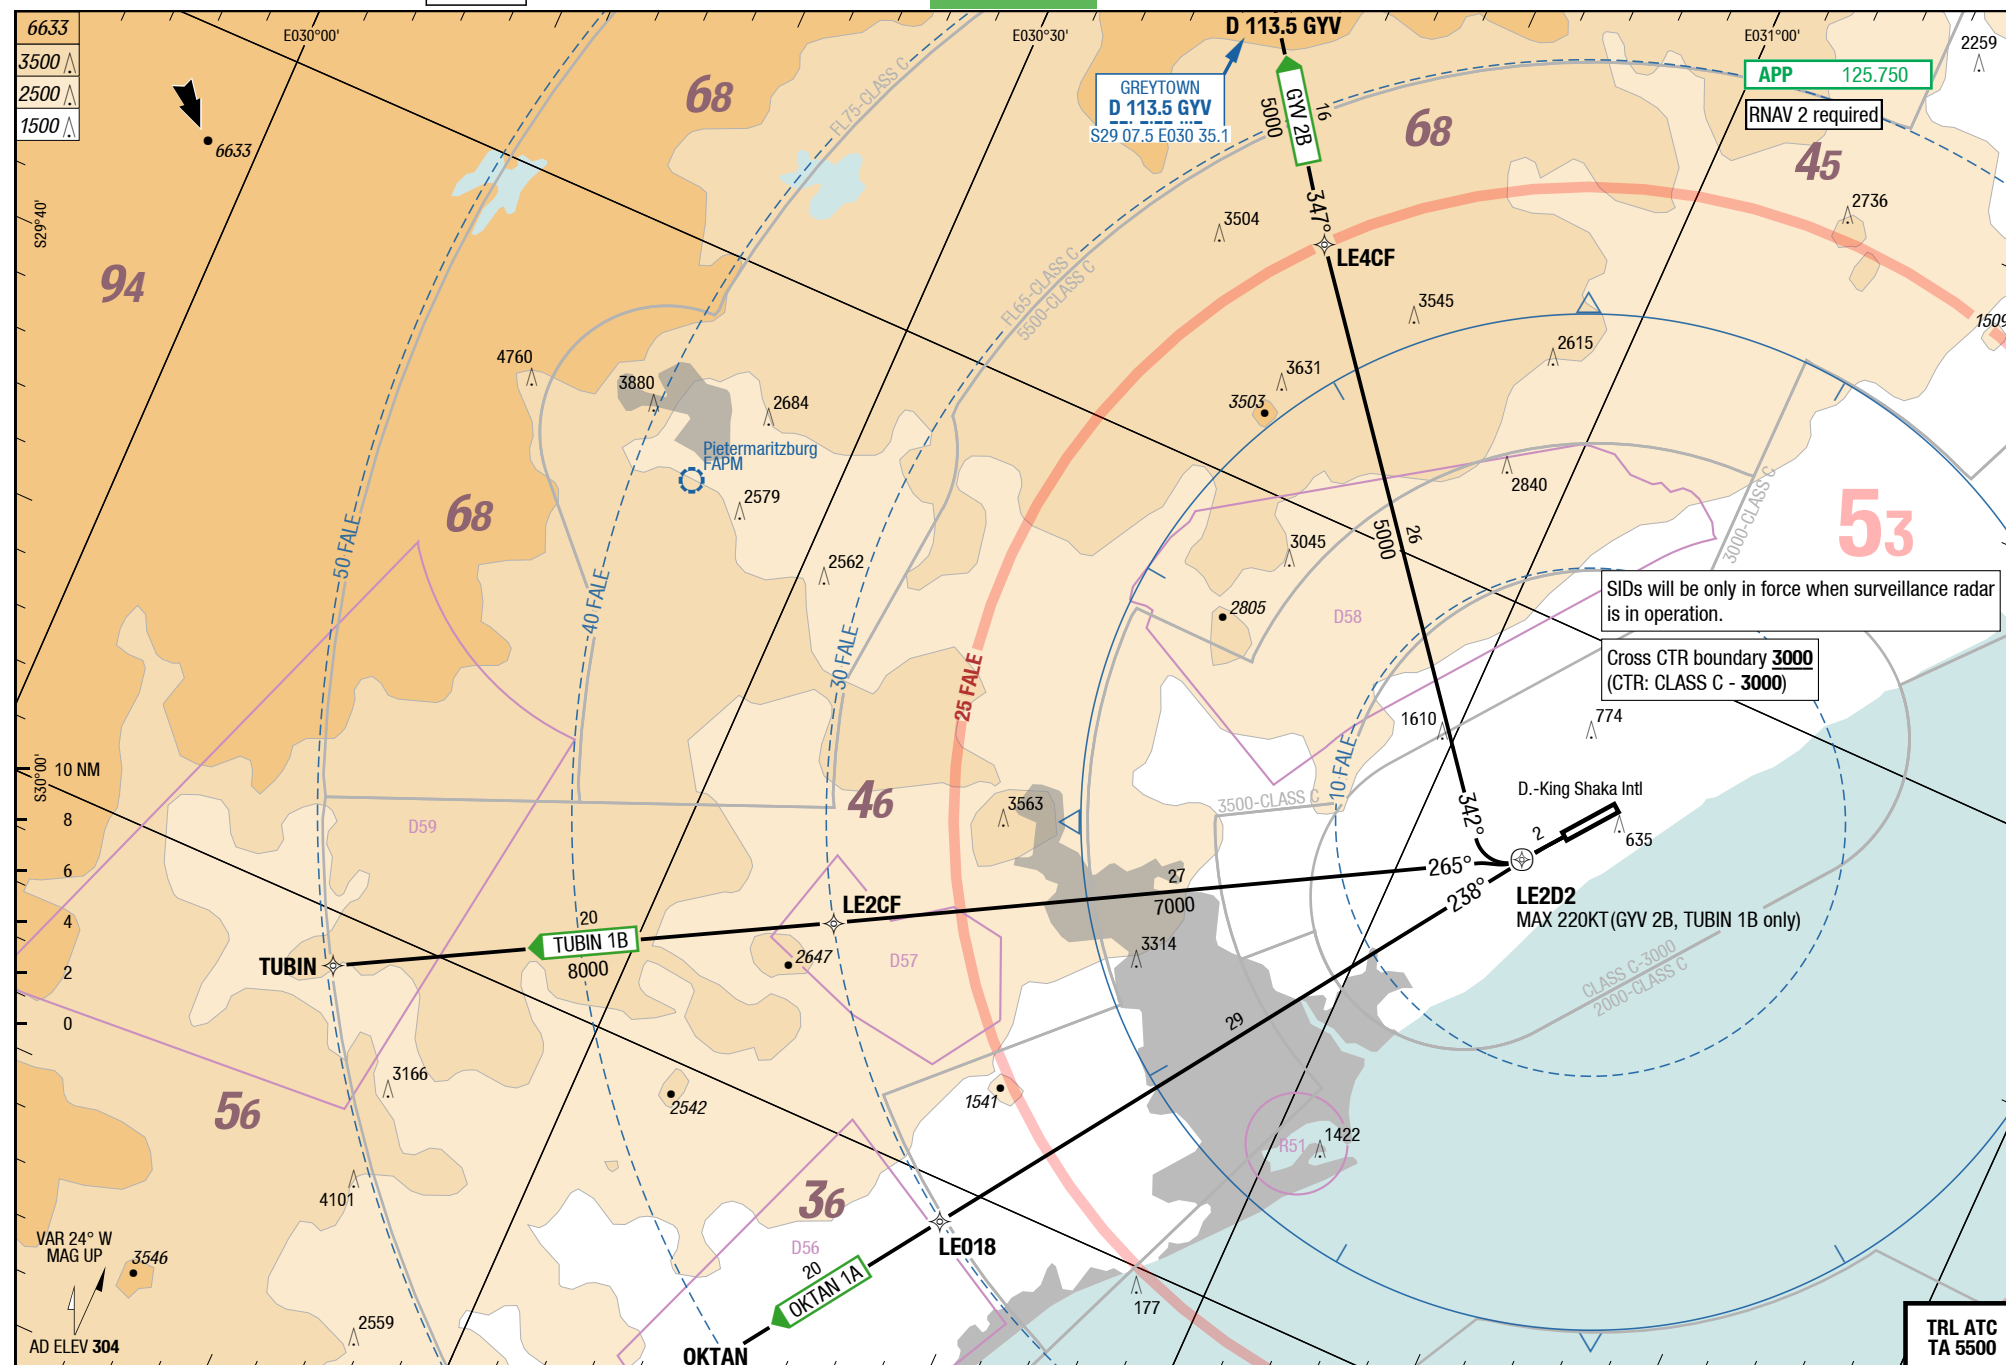 6633
3500
2500
1500
E030°00'
E030°30'
E031°00'
D 113.5 GYV
2259
APP 125.750
RNAV 2 required
GREYTOWN
D 113.5 GYV
S29 07.5 E030 35.1
GYV 2B
16
5000
347°
68
68
45
FL75-CLASS C
6633
S29°40'
94
3504
LE4CF
2736
FL65-CLASS C
5500-CLASS C
3545
1509
2615
4760
3880
2684
3631
3503
Pietermaritzburg
FAPM
2579
2840
68
50 FALE
53
26
5000
3000-CLASS C
2562
3045
40 FALE
SIDs will be only in force when surveillance radar
is in operation.
2805
D58
30 FALE
25 FALE
Cross CTR boundary 3000
(CTR: CLASS C - 3000)
1610
774
10 FALE
S30°00'
10 NM
8
6
4
2
0
D59
46
3563
3500-CLASS C
342°
D.-King Shaka Intl
2
635
265°
238°
LE2D2
MAX 220KT (GYV 2B, TUBIN 1B only)
27
7000
LE2CF
20
TUBIN 1B
8000
TUBIN
2647
D57
3314
CLASS C-3000
2000-CLASS C
29
3166
2542
1541
56
R51
1422
36
4101
D56
LE018
VAR 24° W
MAG UP
3546
20
OKTAN 1A
177
2559
AD ELEV 304
OKTAN
TRL ATC
TA 5500